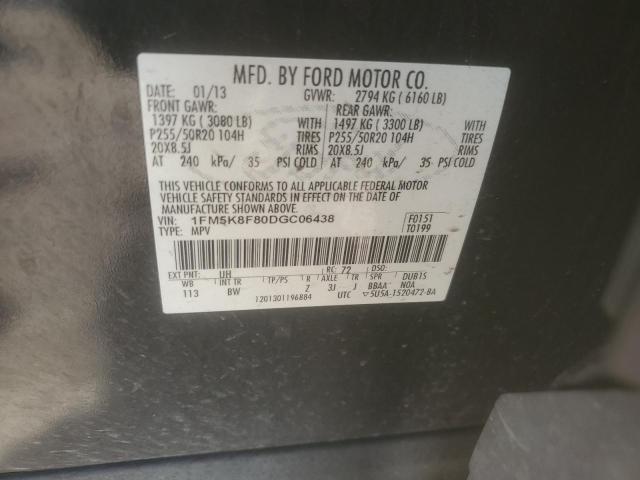 MFD. BY FORD MOTOR CO.
DATE: 01/13 GVWR: 2794 KG ( 6160 LB)
FRONT GAWR: REAR GAWR:
1397 KG ( 3080 LB) WITH 1497 KG ( 3300 LB) WITH
P255/50R20 104H TIRES P255/50R20 104H TIRES
20X8.5J RIMS 20X8.5J RIMS
AT 240 kPa/ 35 PSI COLD AT 240 kPa/ 35 PSI COLD
THIS VEHICLE CONFORMS TO ALL APPLICABLE FEDERAL MOTOR
VEHICLE SAFETY STANDARDS IN EFFECT ON THE DATE OF
MANUFACTURE SHOWN ABOVE.
VIN: 1FM5K8F80DGC06438 F0151
TYPE: MPV T0199
EXT PNT: UH RC: 72 DSO:
WB INT TR TP/PS R AXLE TR SPR DUB1S
113 BW Z 3J J BBAA NOA
1201301196884 UTC ▽5U5A-1520472-BA